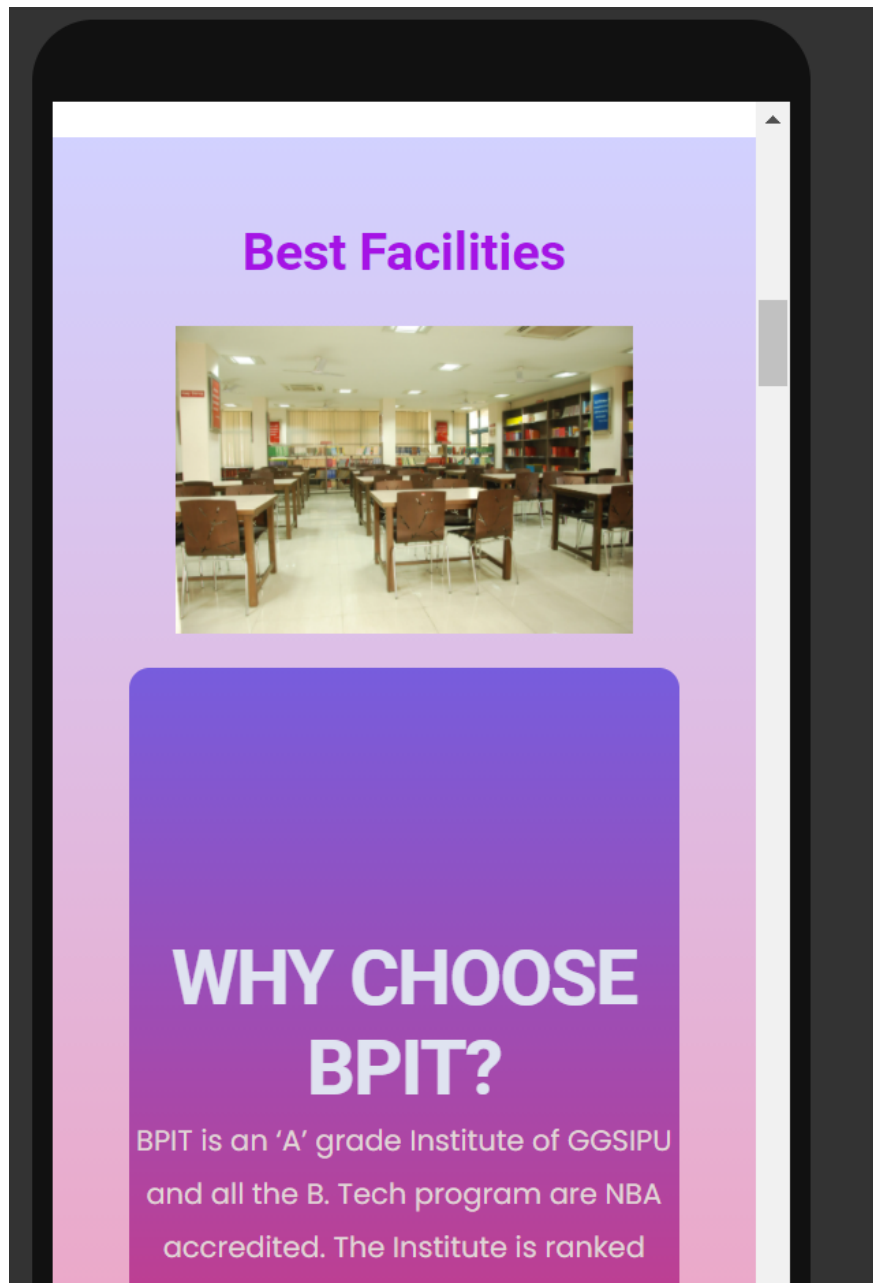 Best Facilities
WHY CHOOSE
BPIT?
BPIT is an ‘A’ grade Institute of GGSIPU
and all the B. Tech program are NBA
accredited. The Institute is ranked